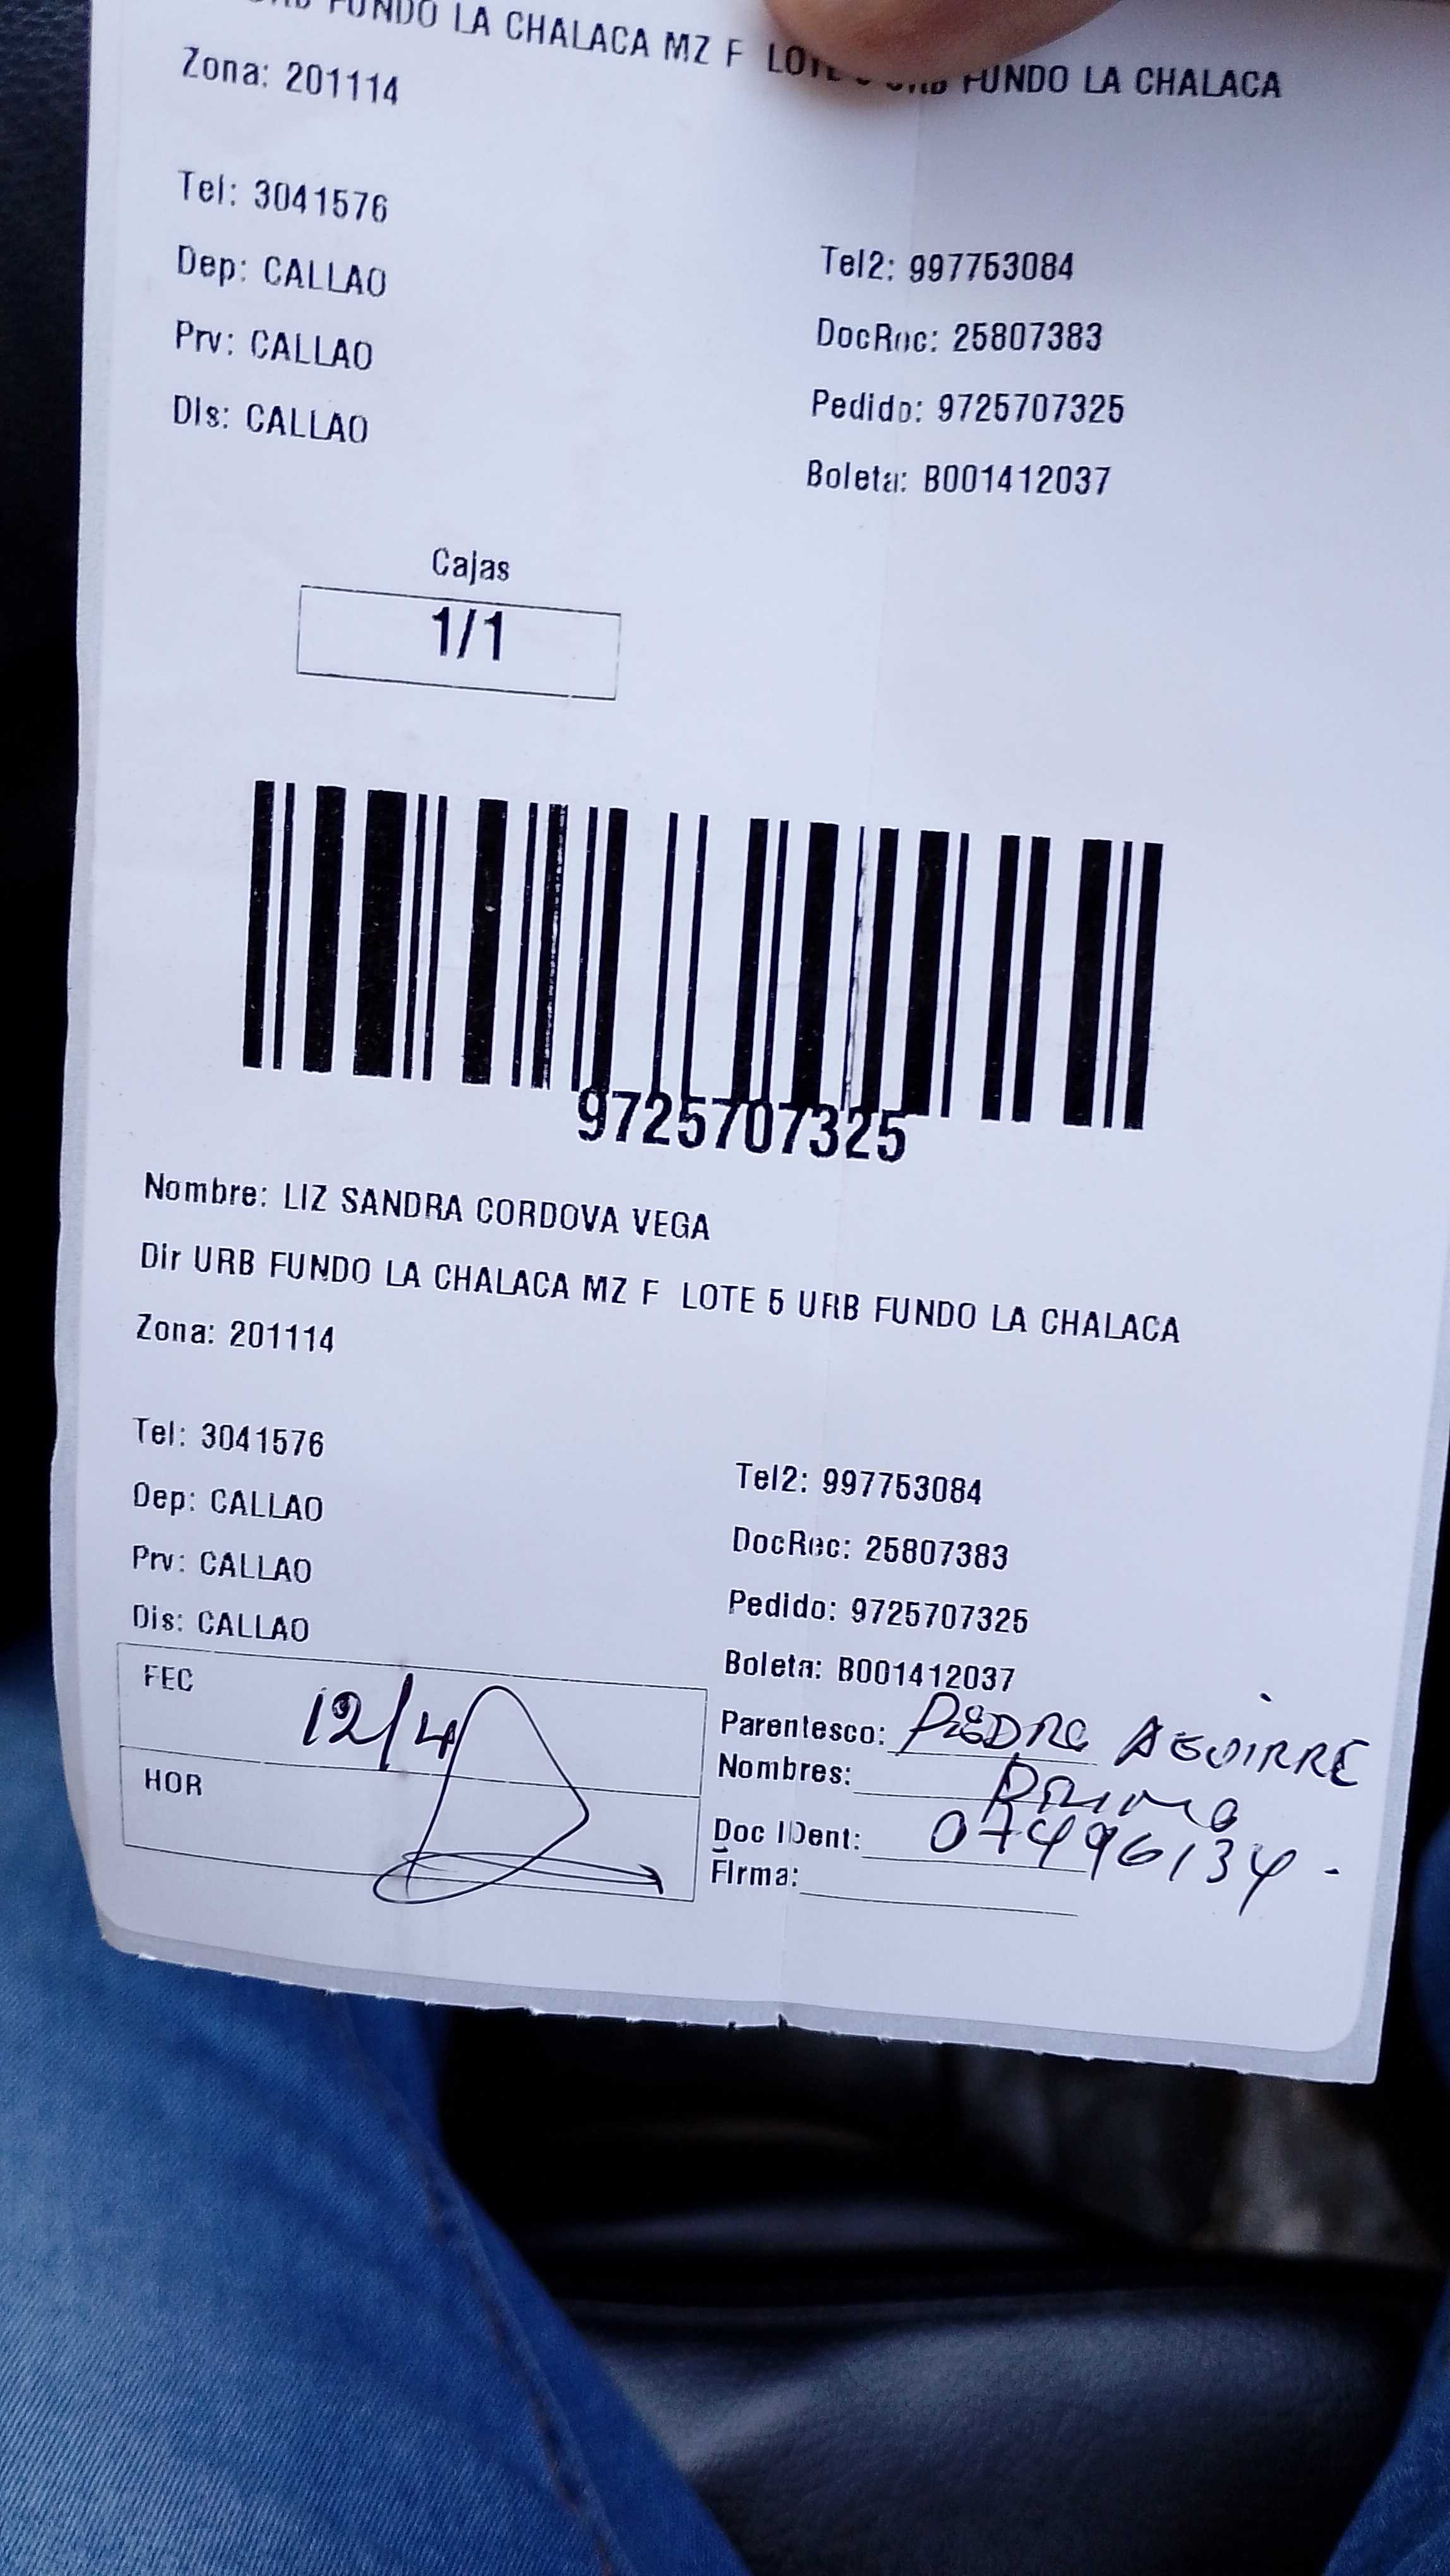 URB FUNDO LA CHALACA MZ F LOTE 5 URB FUNDO LA CHALACA
Zona: 201114
Tel: 3041576
Tel2: 997753084
Dep: CALLAO
DocRec: 25807383
Prv: CALLAO
Pedido: 9725707325
DIs: CALLAO
Boleta: B001412037
Cajas
1/1
9725707325
Nombre: LIZ SANDRA CORDOVA VEGA
Dir URB FUNDO LA CHALACA MZ F LOTE 5 URB FUNDO LA CHALACA
Zona: 201114
Tel: 3041576
Tel2: 997753084
Dep: CALLAO
DocRec: 25807383
Prv: CALLAO
Pedido: 9725707325
Dis: CALLAO
Boleta: B001412037
FEC 12/4
Parentesco: PEDRO AGUIRRE
Nombres: PRIMO
HOR
Doc IDent: 07496134
FIrma: